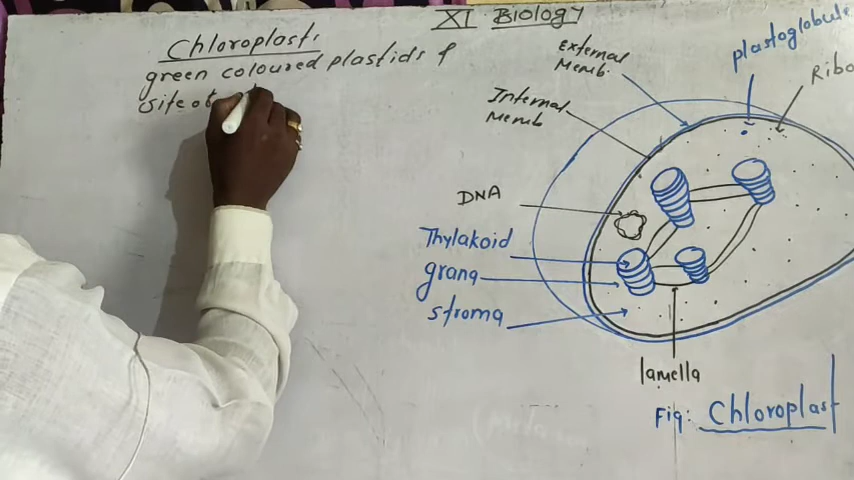 XI Biology
Chloroplast:
green coloured plastids &
site of
External
Memb.
Internal
Memb
plastoglobule
Ribo
DNA
Thylakoid
grana
stroma
lamella
Fig: Chloroplast